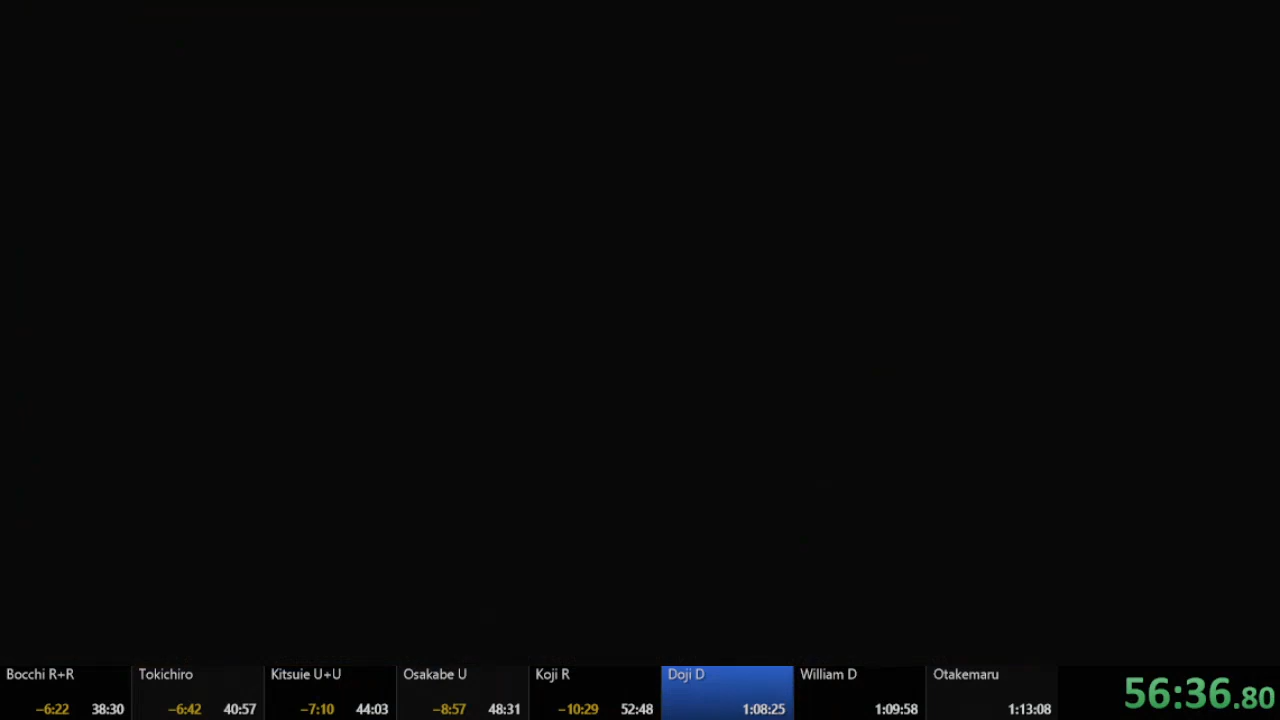 Bocchi R+R
−6:22 38:30
Tokichiro
−6:42 40:57
Kitsuie U+U
−7:10 44:03
Osakabe U
−8:57 48:31
Koji R
−10:29 52:48
Doji D
1:08:25
William D
1:09:58
Otakemaru
1:13:08
56:36.80